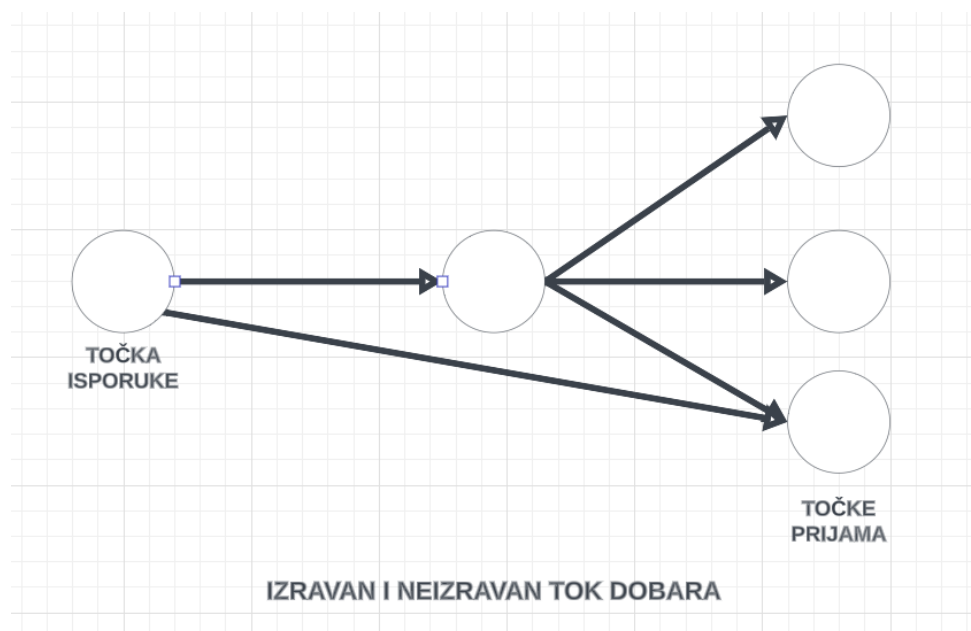 TOČKA
ISPORUKE
TOČKE
PRIJAMA
IZRAVAN I NEIZRAVAN TOK DOBARA